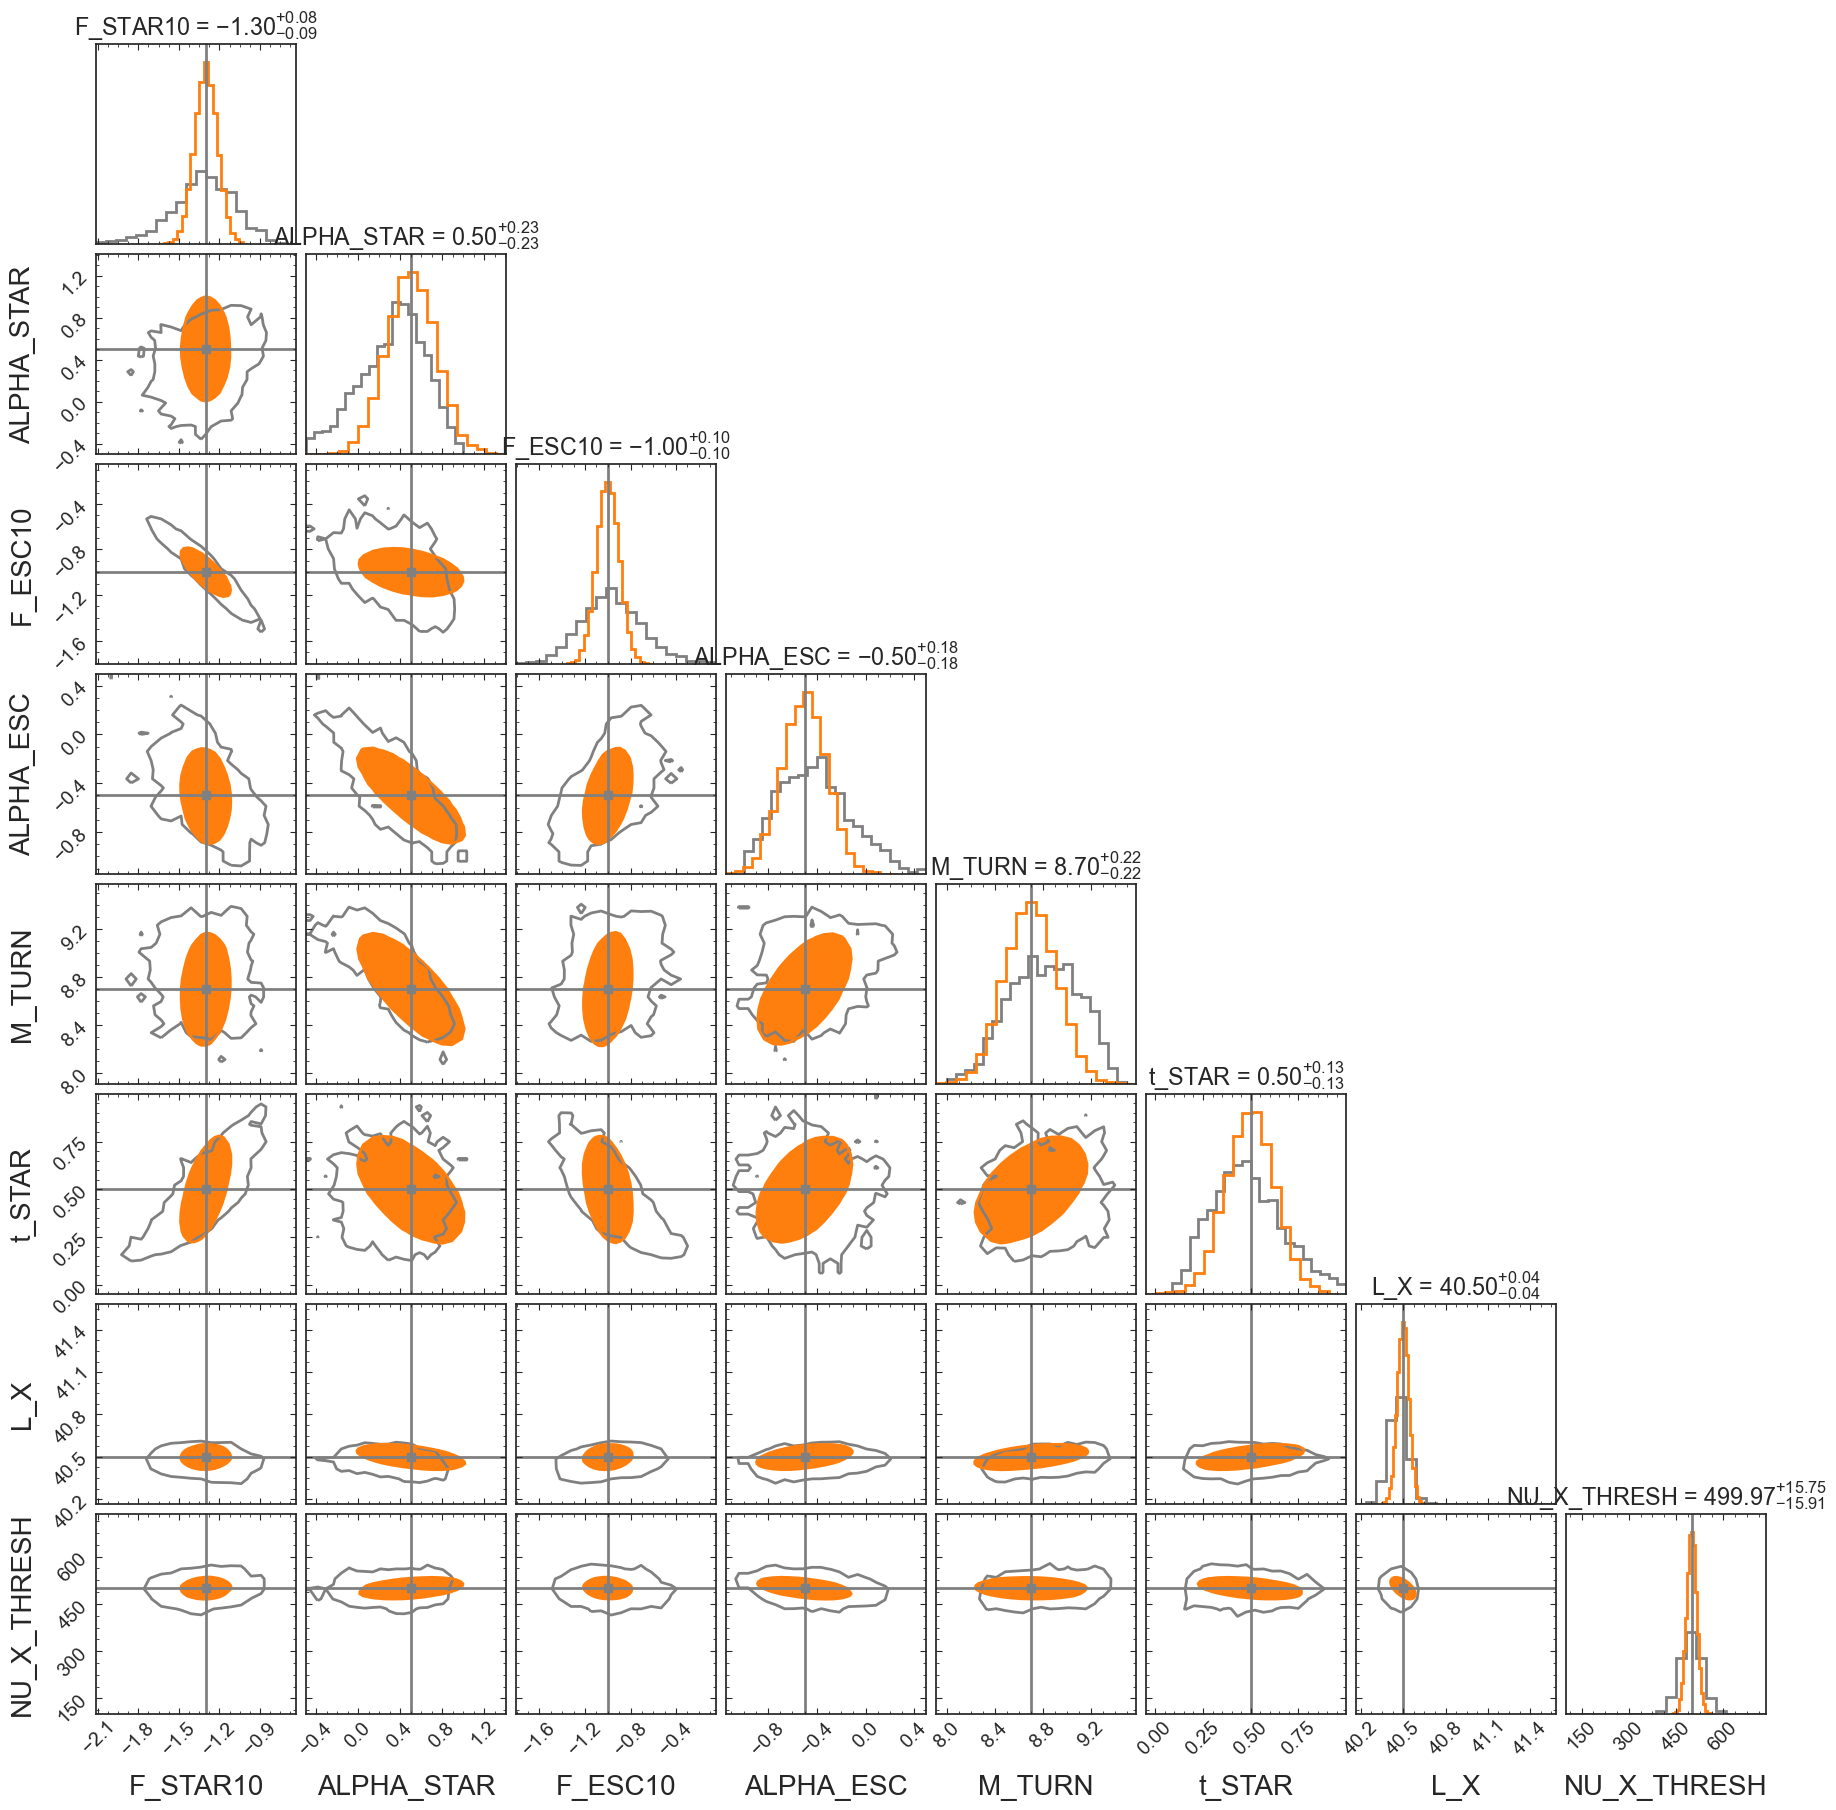 F_STAR10 = −1.30+0.08−0.09
ALPHA_STAR = 0.50+0.23−0.23
ALPHA_STAR
1.2
0.8
0.4
0.0
−0.4
F_ESC10 = −1.00+0.10−0.10
F_ESC10
−0.4
−0.8
−1.2
−1.6
ALPHA_ESC = −0.50+0.18−0.18
ALPHA_ESC
0.4
0.0
−0.4
−0.8
M_TURN = 8.70+0.22−0.22
M_TURN
9.2
8.8
8.4
8.0
t_STAR = 0.50+0.13−0.13
t_STAR
0.75
0.50
0.25
0.00
L_X = 40.50+0.04−0.04
L_X
41.4
41.1
40.8
40.5
40.2
NU_X_THRESH = 499.97+15.75−15.91
NU_X_THRESH
600
450
300
150
−2.1 −1.8 −1.5 −1.2 −0.9 −0.4 0.0 0.4 0.8 1.2 −1.6 −1.2 −0.8 −0.4 −0.8 −0.4 0.0 0.4 8.0 8.4 8.8 9.2 0.00 0.25 0.50 0.75 40.2 40.5 40.8 41.1 41.4 150 300 450 600
F_STAR10 ALPHA_STAR F_ESC10 ALPHA_ESC M_TURN t_STAR L_X NU_X_THRESH